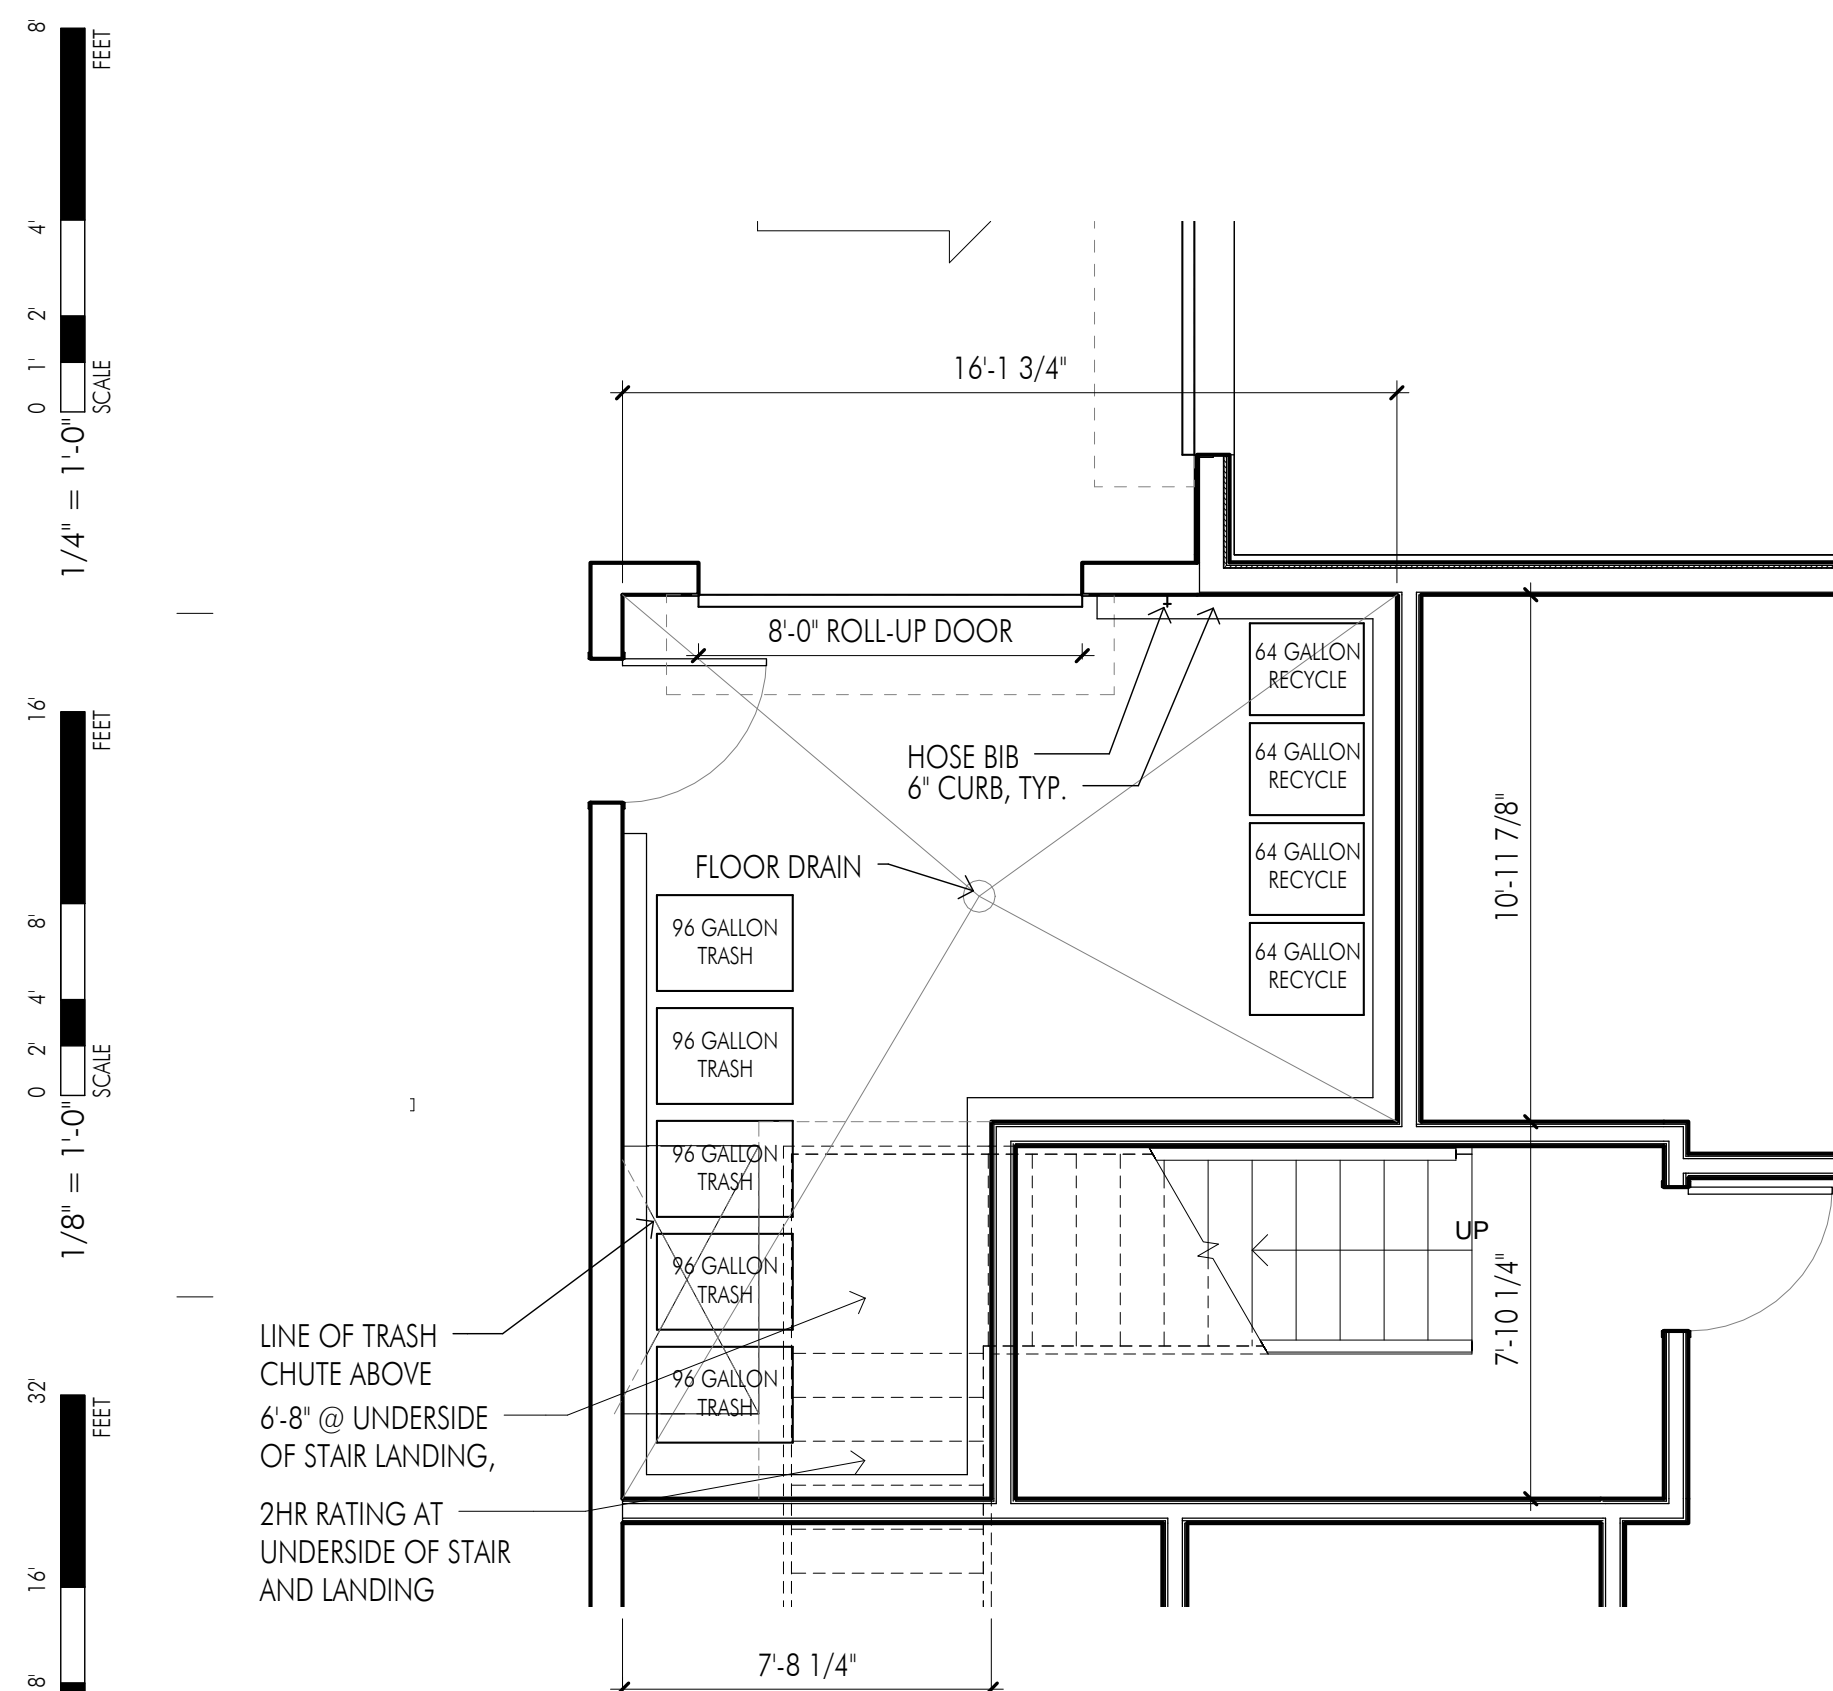 8'
4'
2'
1'
0
FEET
SCALE
1/4" = 1'-0"
16'
8'
4'
2'
0
FEET
SCALE
1/8" = 1'-0"
32'
16'
8'
FEET
16'-1 3/4"
8'-0" ROLL-UP DOOR
HOSE BIB
6" CURB, TYP.
FLOOR DRAIN
64 GALLON
RECYCLE
64 GALLON
RECYCLE
64 GALLON
RECYCLE
64 GALLON
RECYCLE
10'-11 7/8"
96 GALLON
TRASH
96 GALLON
TRASH
96 GALLON
TRASH
96 GALLON
TRASH
96 GALLON
TRASH
UP
7'-10 1/4"
LINE OF TRASH
CHUTE ABOVE
6'-8" @ UNDERSIDE
OF STAIR LANDING,
2HR RATING AT
UNDERSIDE OF STAIR
AND LANDING
7'-8 1/4"